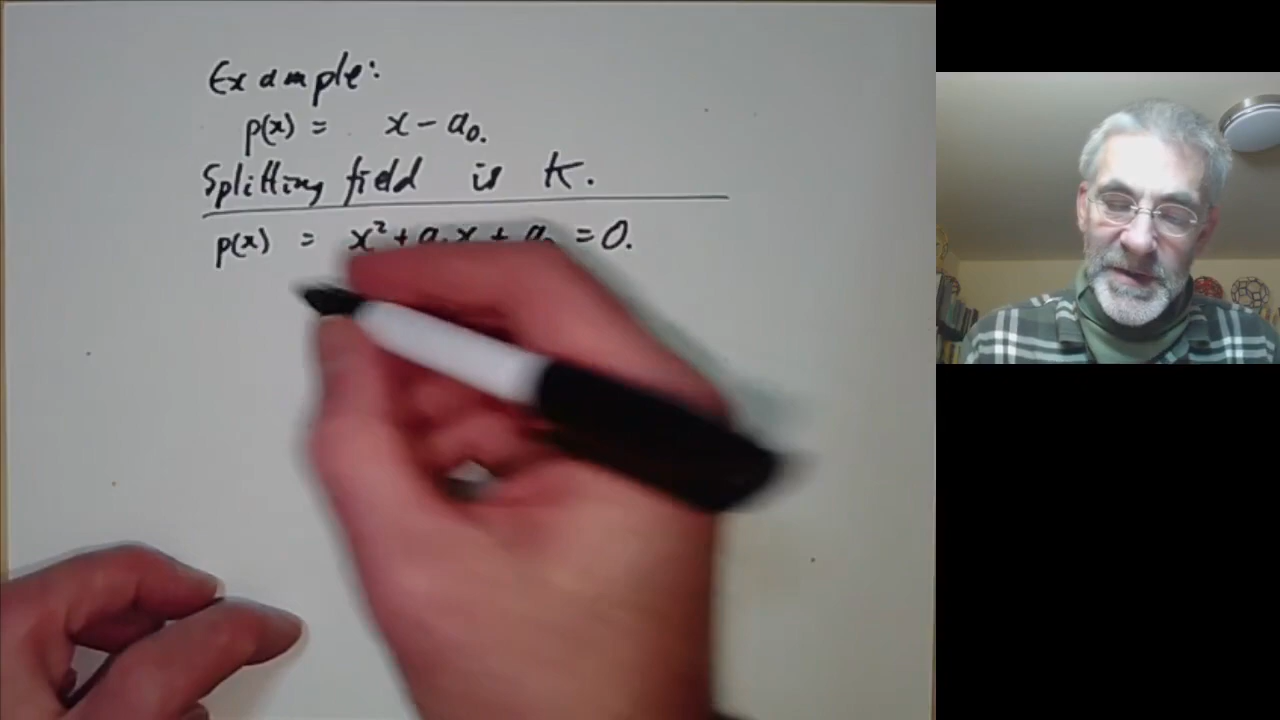 Example:
p(x) = x - a₀.
Splitting field is K.
p(x) = x² + a₁x + a₀ = 0.